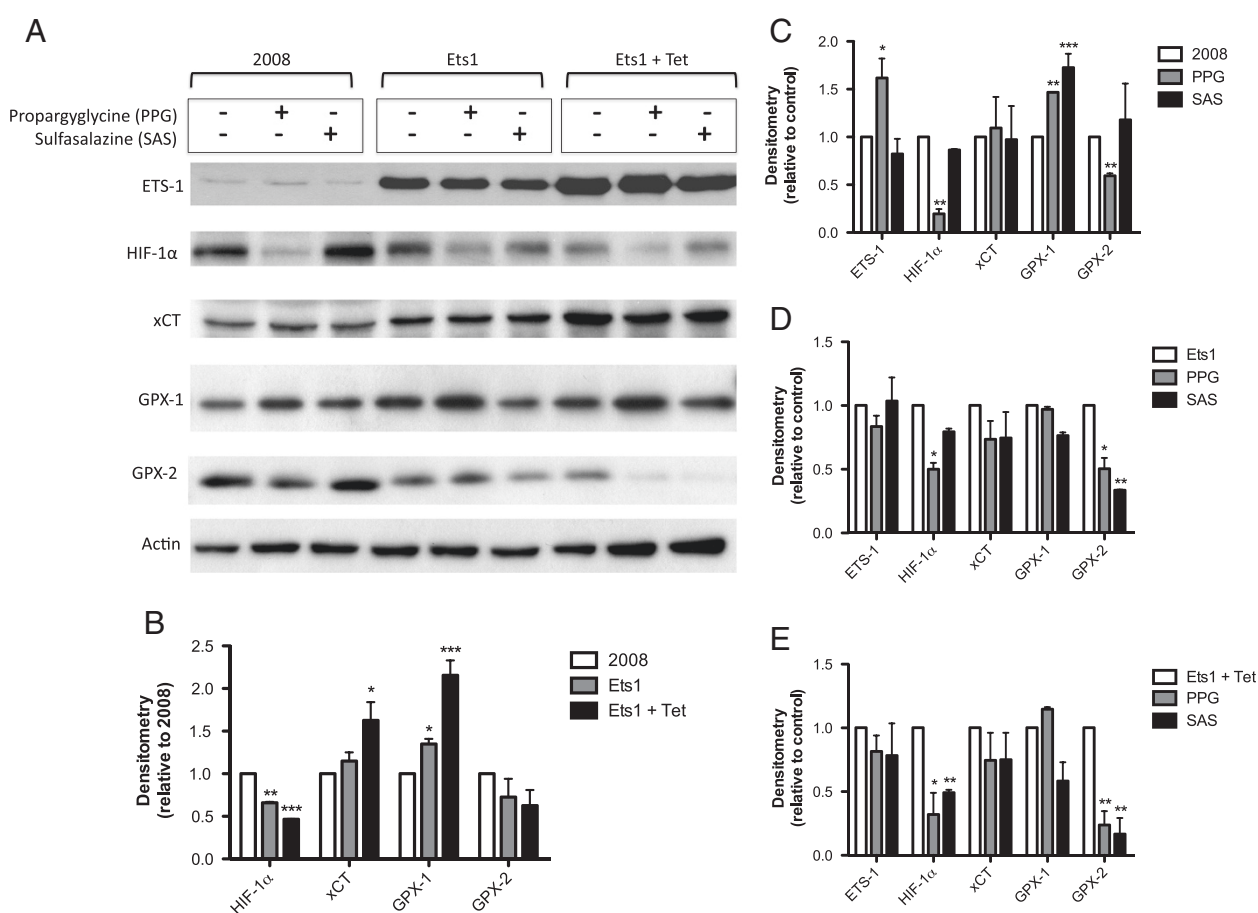 A
2008
Ets1
Ets1 + Tet
Propargyglycine (PPG) - + - - + - - + -
Sulfasalazine (SAS) - - + - - + - - +
ETS-1
HIF-1α
xCT
GPX-1
GPX-2
Actin
B
Densitometry
(relative to 2008)
2.5
2.0
1.5
1.0
0.5
0.0
** *** * * ***
HIF-1α
xCT
GPX-1
GPX-2
2008
Ets1
Ets1 + Tet
C
Densitometry
(relative to control)
2.0
1.5
1.0
0.5
0.0
* ** ** *** **
ETS-1
HIF-1α
xCT
GPX-1
GPX-2
2008
PPG
SAS
D
Densitometry
(relative to control)
1.5
1.0
0.5
0.0
* * **
ETS-1
HIF-1α
xCT
GPX-1
GPX-2
Ets1
PPG
SAS
E
Densitometry
(relative to control)
1.5
1.0
0.5
0.0
* ** ** **
ETS-1
HIF-1α
xCT
GPX-1
GPX-2
Ets1 + Tet
PPG
SAS